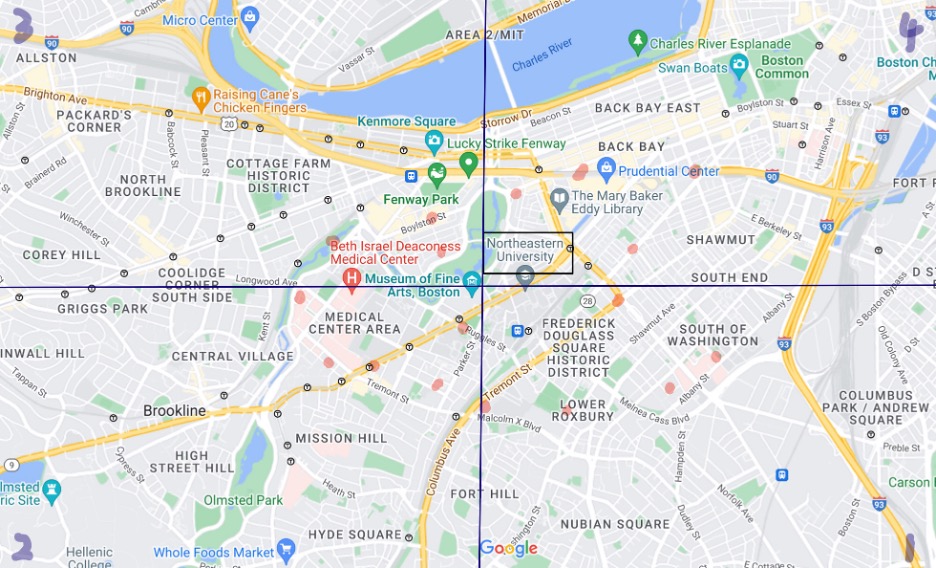 3
4
Micro Center
90
90
ALLSTON
Vassar St
AREA 2/MIT
Memorial
Charles River
Charles River Esplanade
Swan Boats
Boston
Common
Boston Ch
Brighton Ave
Raising Cane's
Chicken Fingers
PACKARD'S
CORNER
Allston St
20
Babcock St
Pleasant St
Kenmore Square
Storrow Dr
Beacon St
BACK BAY EAST
Boylston St
Essex St
Stuart St
93
Lucky Strike Fenway
BACK BAY
Harrison Ave
Brainerd Rd
COTTAGE FARM
HISTORIC
DISTRICT
NORTH
BROOKLINE
Fenway Park
Prudential Center
90
FORT P
The Mary Baker
Eddy Library
A St
Winchester St
Boylston St
E Berkeley St
93
COREY HILL
Beth Israel Deaconess
Medical Center
Northeastern
University
SHAWMUT
COOLIDGE
CORNER
SOUTH SIDE
Longwood Ave
Museum of Fine
Arts, Boston
SOUTH END
D ST
GRIGGS PARK
28
Albany St
S Boston Bypass
Kent St
MEDICAL
CENTER AREA
Ruggles St
FREDERICK
DOUGLASS
SQUARE
HISTORIC
DISTRICT
Shawmut Ave
SOUTH OF
WASHINGTON
93
Old Colony Ave
D St
INWALL HILL
CENTRAL VILLAGE
Parker St
Tappan St
Tremont St
Tremont St
Albany St
Brookline
LOWER
ROXBURY
Melnea Cass Blvd
COLUMBUS
PARK / ANDREW
SQUARE
Malcolm X Blvd
MISSION HILL
Columbus Ave
Hampden St
Preble St
9
Cypress St
HIGH
STREET HILL
Carson
lmsted
ric Site
Olmsted Park
Heath St
FORT HILL
Norfolk Ave
Boston St
93
HYDE SQUARE
ashington St
NUBIAN SQUARE
Dudley St
2
Hellenic
College
Whole Foods Market
Google
E Cottage St
1